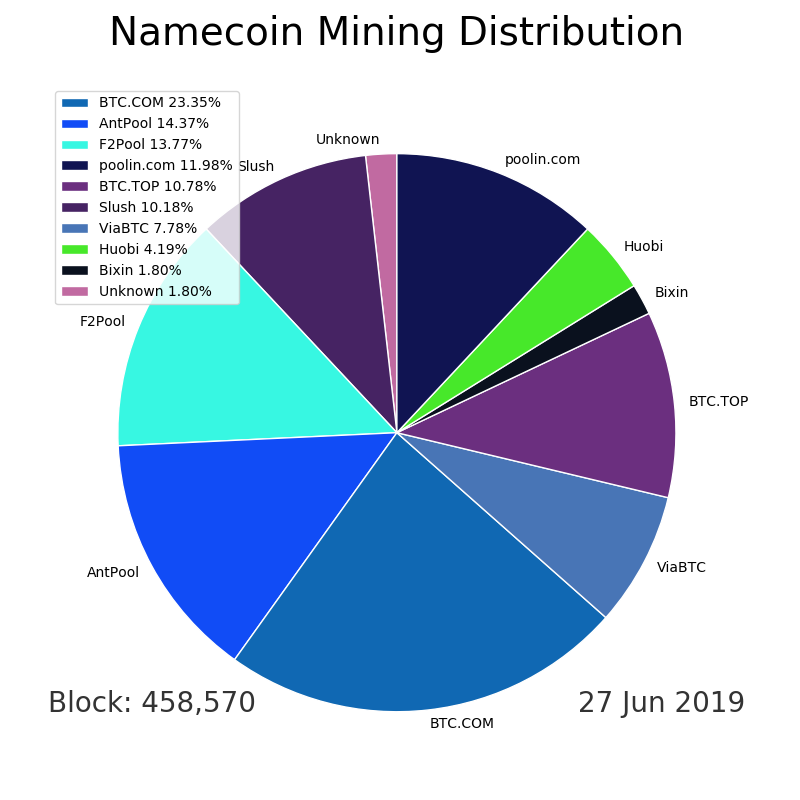 Namecoin Mining Distribution
BTC.COM 23.35%
AntPool 14.37%
F2Pool 13.77%
poolin.com 11.98%
BTC.TOP 10.78%
Slush 10.18%
ViaBTC 7.78%
Huobi 4.19%
Bixin 1.80%
Unknown 1.80%
Unknown
poolin.com
Slush
Huobi
Bixin
F2Pool
BTC.TOP
ViaBTC
AntPool
Block: 458,570
27 Jun 2019
BTC.COM